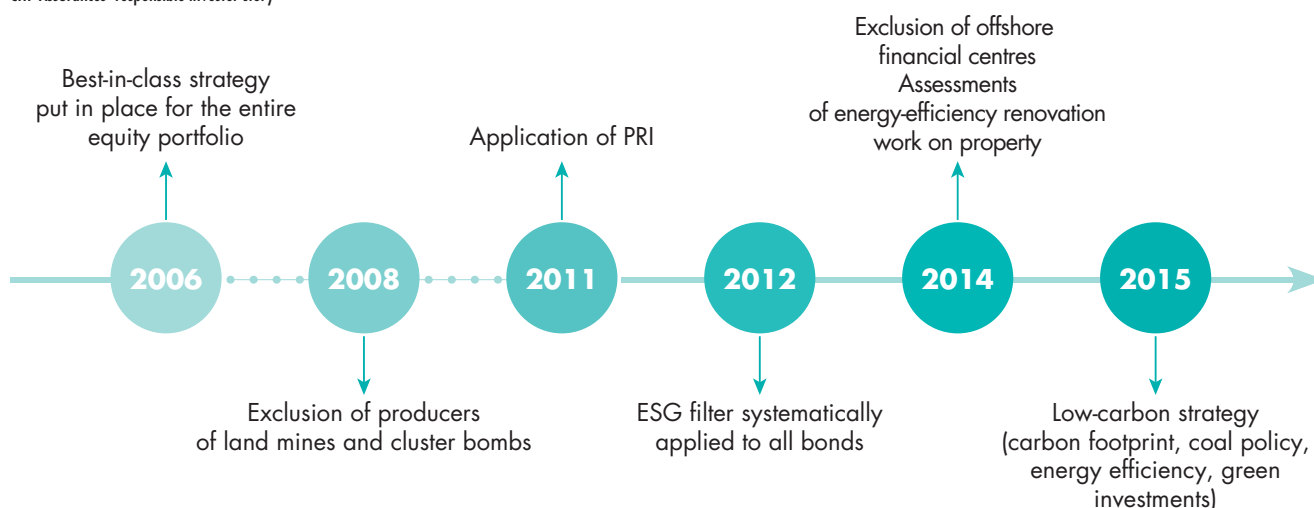 responsible investor story
Best-in-class strategy
put in place for the entire
equity portfolio
Application of PRI
Exclusion of offshore
financial centres
Assessments
of energy-efficiency renovation
work on property
2006
2008
2011
2012
2014
2015
Exclusion of producers
of land mines and cluster bombs
ESG filter systematically
applied to all bonds
Low-carbon strategy
(carbon footprint, coal policy,
energy efficiency, green
investments)